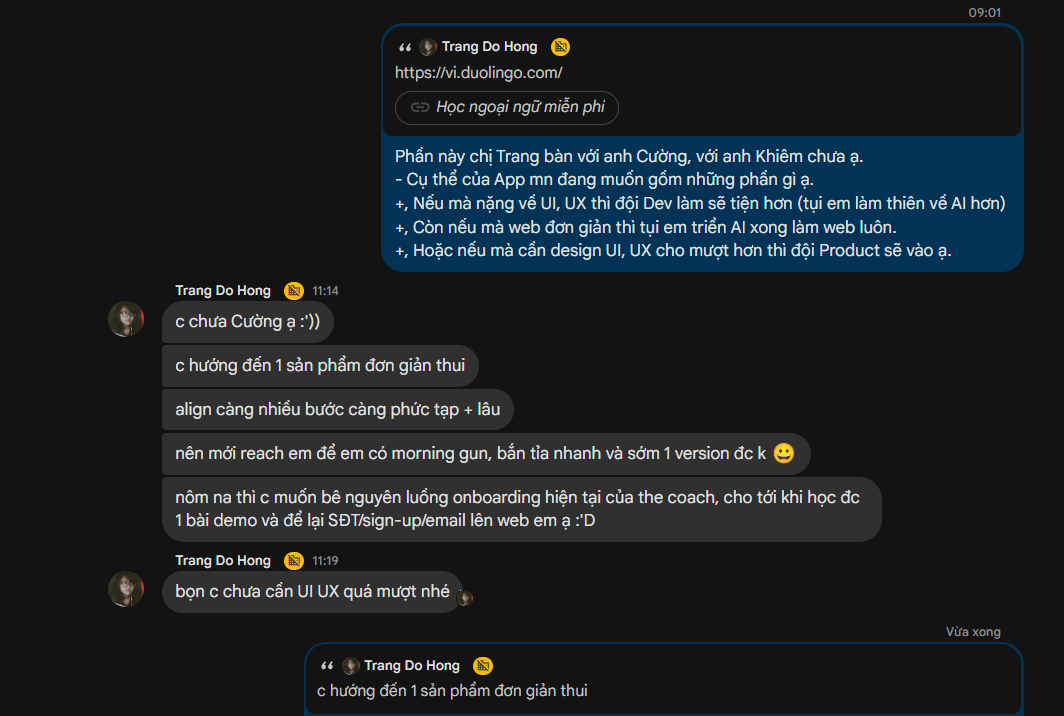 09:01
Trang Do Hong
https://vi.duolingo.com/
Học ngoại ngữ miễn phi
Phần này chị Trang bàn với anh Cường, với anh Khiêm chưa ạ.
- Cụ thể của App mn đang muốn gồm những phần gì ạ.
+, Nếu mà nặng về UI, UX thì đội Dev làm sẽ tiện hơn (tụi em làm thiên về AI hơn)
+, Còn nếu mà web đơn giản thì tụi em triển AI xong làm web luôn.
+, Hoặc nếu mà cần design UI, UX cho mượt hơn thì đội Product sẽ vào ạ.
Trang Do Hong 11:14
c chưa Cường ạ :'))
c hướng đến 1 sản phẩm đơn giản thui
align càng nhiều bước càng phức tạp + lâu
nên mới reach em để em có morning gun, bắn tỉa nhanh và sớm 1 version đc k 😀
nôm na thì c muốn bê nguyên luồng onboarding hiện tại của the coach, cho tới khi học đc
1 bài demo và để lại SĐT/sign-up/email lên web em ạ :'D
Trang Do Hong 11:19
bọn c chưa cần UI UX quá mượt nhé
Vừa xong
Trang Do Hong
c hướng đến 1 sản phẩm đơn giản thui